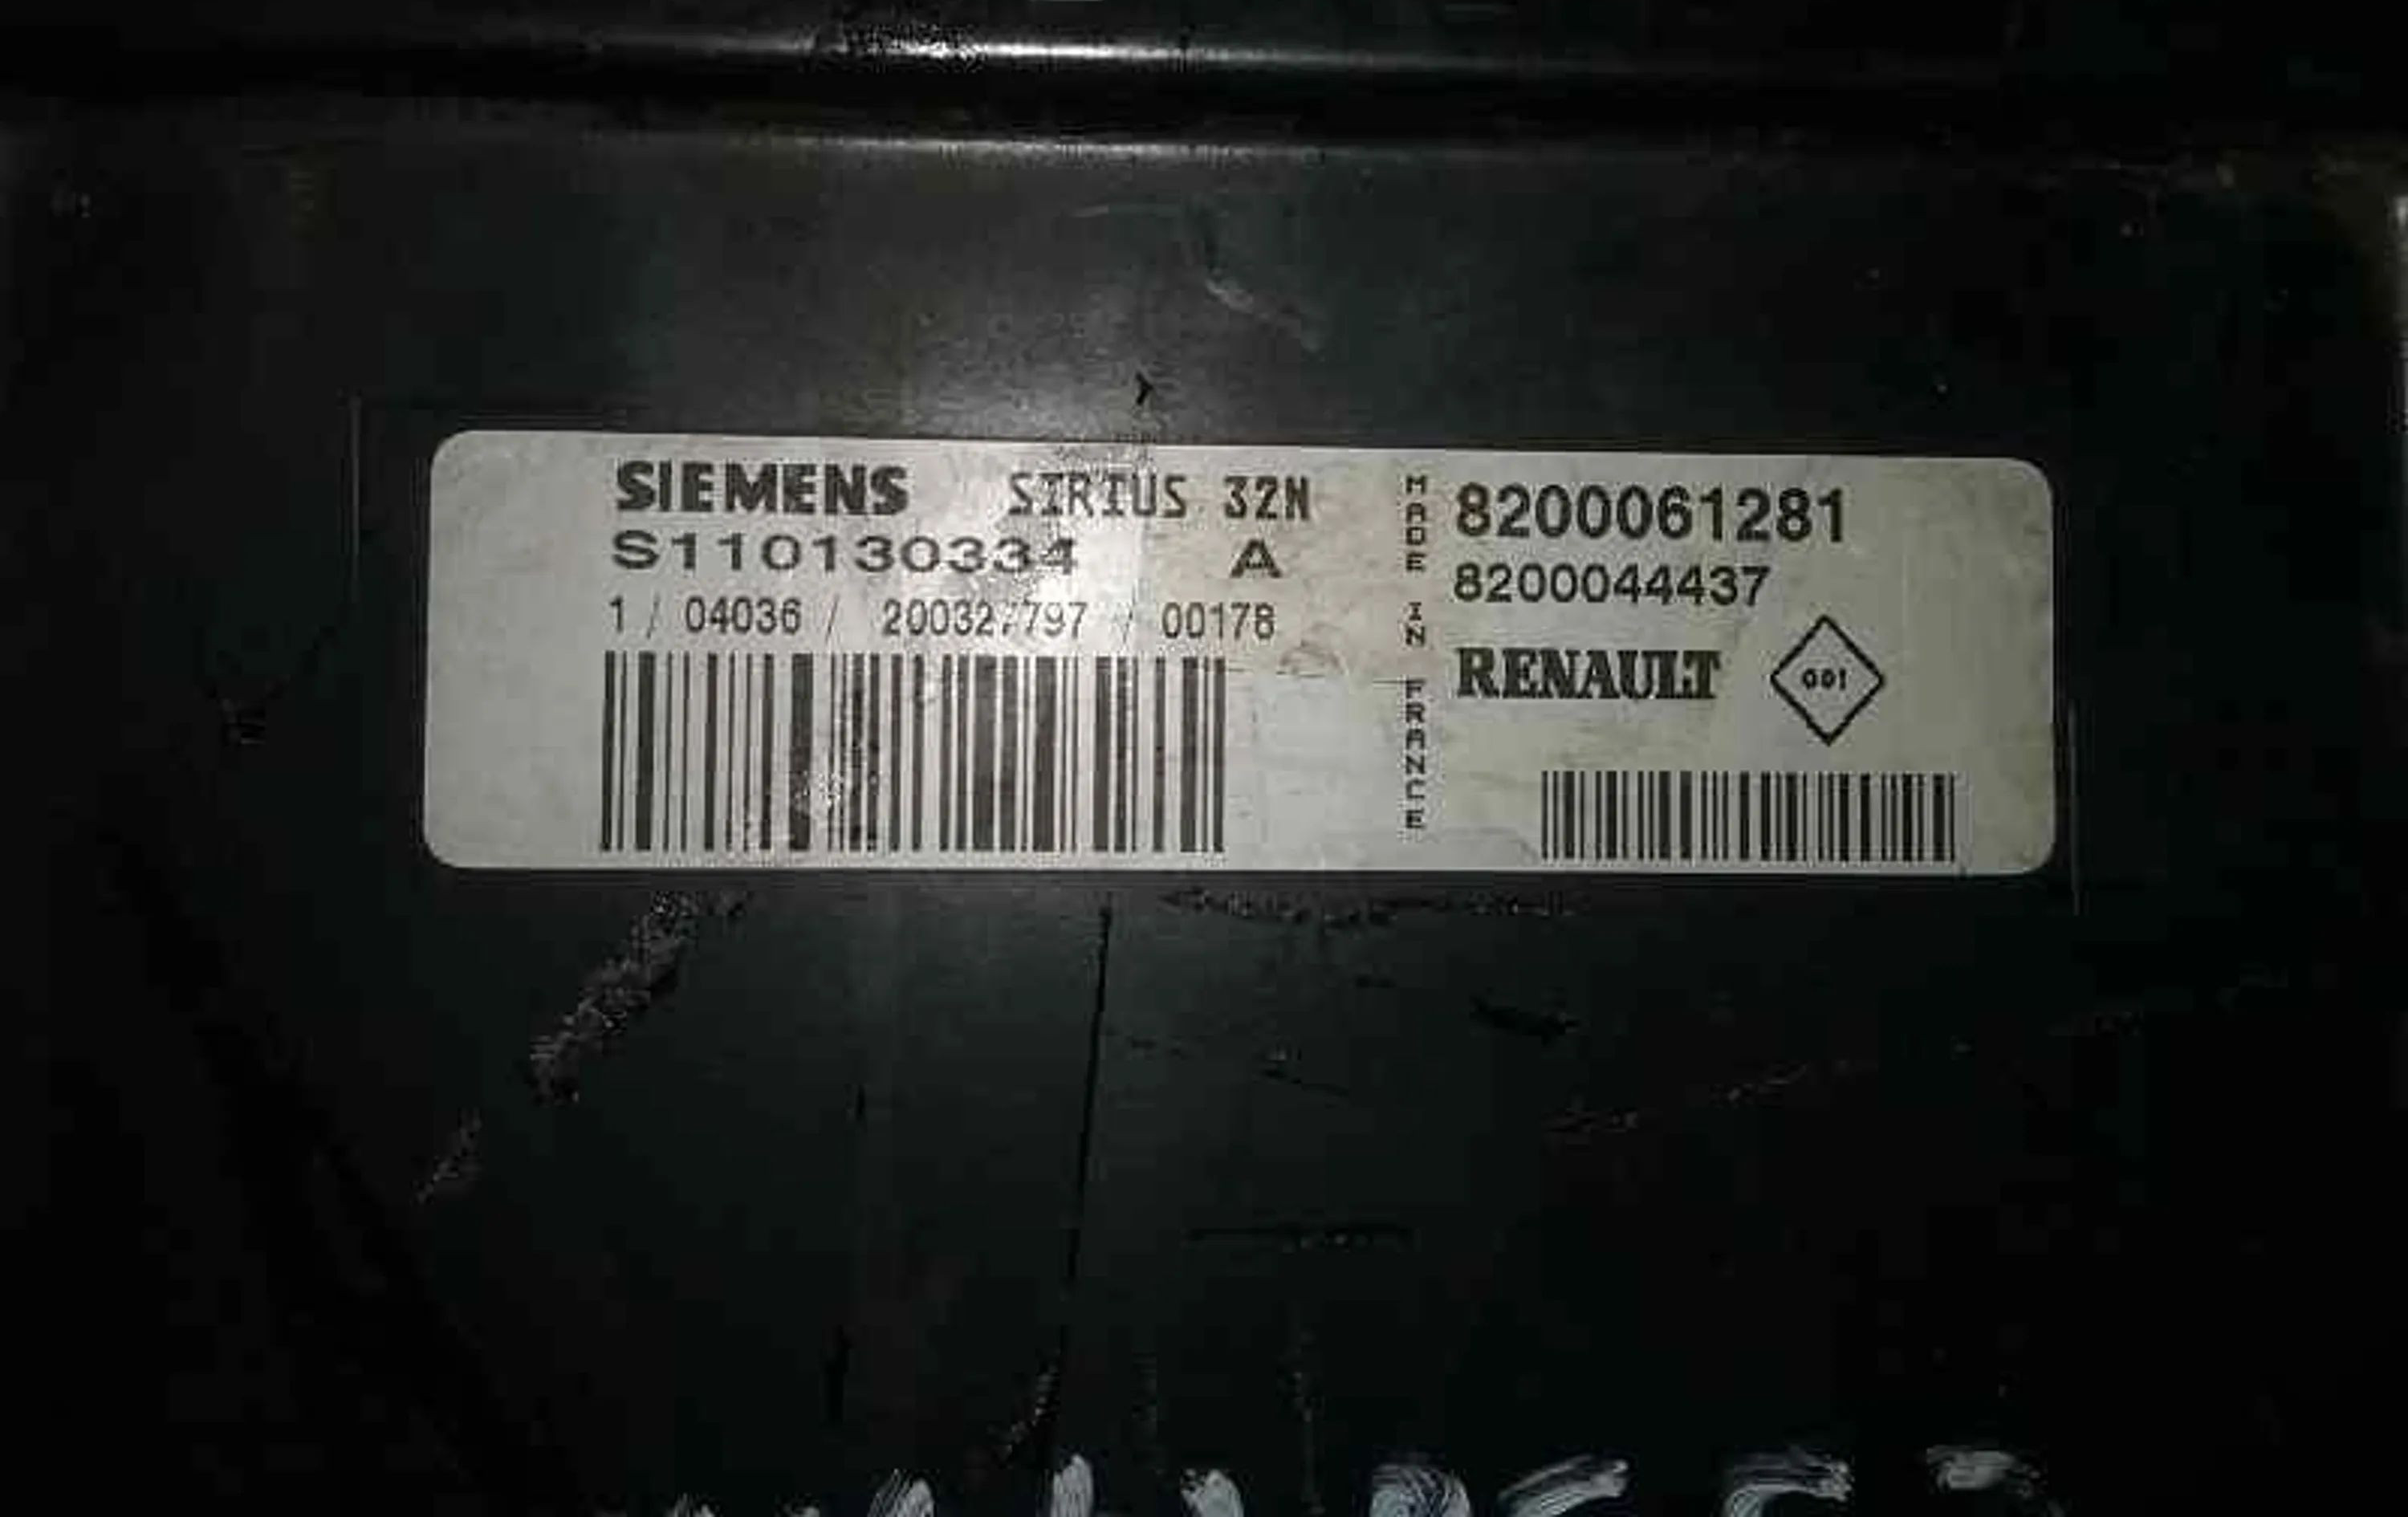 SIEMENS SIRIUS 32N
S110130334 A
1 / 04036 / 200327797 / 00178
MADE IN FRANCE
8200061281
8200044437
RENAULT 001